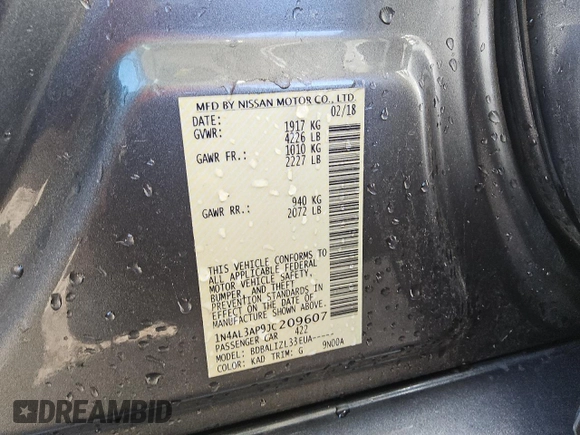 MFD BY NISSAN MOTOR CO., LTD.
DATE: 02/18
GVWR: 1917 KG
4226 LB
GAWR FR.: 1010 KG
2227 LB
GAWR RR.: 940 KG
2072 LB
THIS VEHICLE CONFORMS TO
ALL APPLICABLE FEDERAL
MOTOR VEHICLE SAFETY,
BUMPER, AND THEFT
PREVENTION STANDARDS IN
EFFECT ON THE DATE OF
MANUFACTURE SHOWN ABOVE.
1N4AL3AP9JC209607
PASSENGER CAR 422
MODEL: BDBALIZL33EUA-----
COLOR: KAD TRIM: G 9N00A
DREAMBID